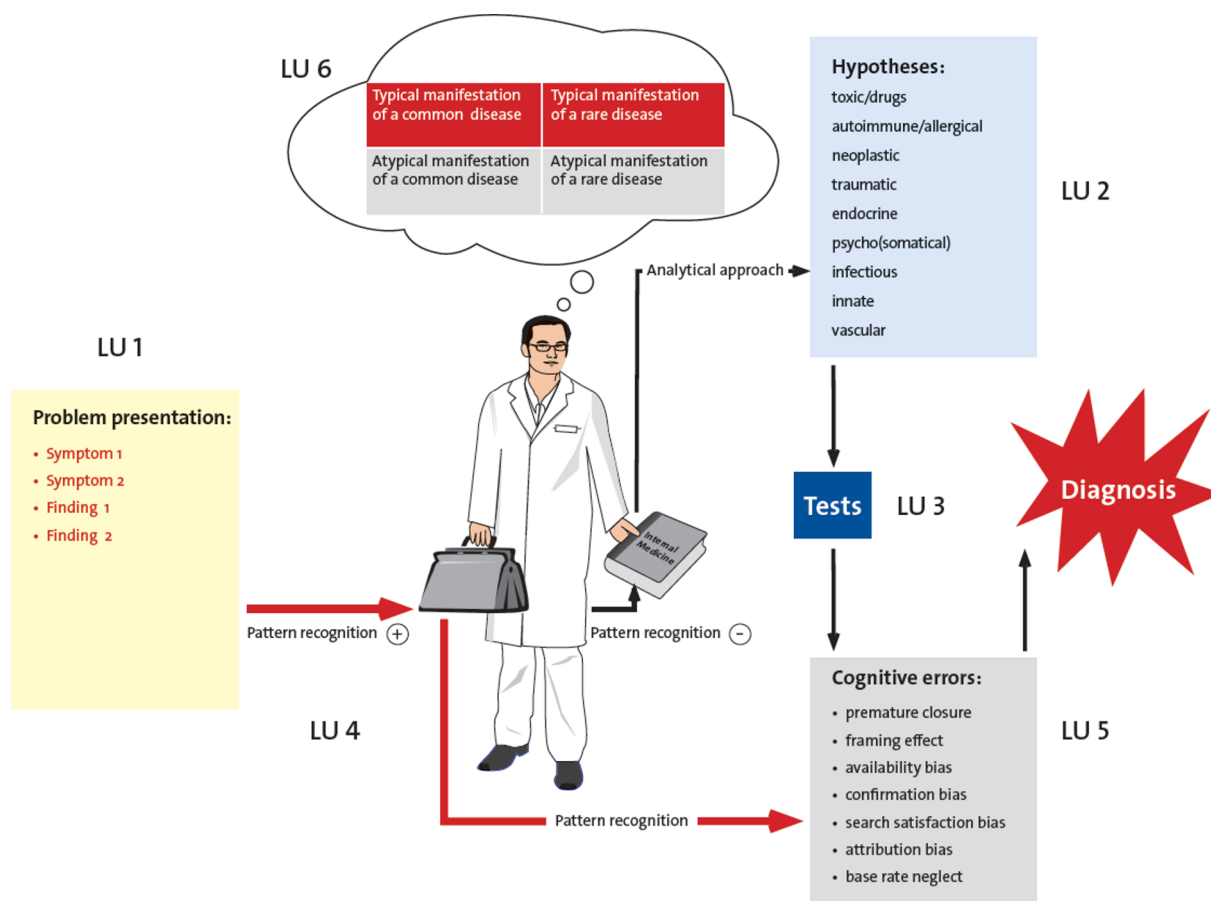 LU 6
Typical manifestation
of a common disease
Typical manifestation
of a rare disease
Atypical manifestation
of a common disease
Atypical manifestation
of a rare disease
Hypotheses:
toxic/drugs
autoimmune/allergical
neoplastic
traumatic
endocrine
psycho(somatical)
infectious
innate
vascular
LU 2
Analytical approach
LU 1
Problem presentation:
• Symptom 1
• Symptom 2
• Finding 1
• Finding 2
Internal
Medicine
Tests
LU 3
Diagnosis
Pattern recognition +
Pattern recognition -
LU 4
Pattern recognition
Cognitive errors:
• premature closure
• framing effect
• availability bias
• confirmation bias
• search satisfaction bias
• attribution bias
• base rate neglect
LU 5